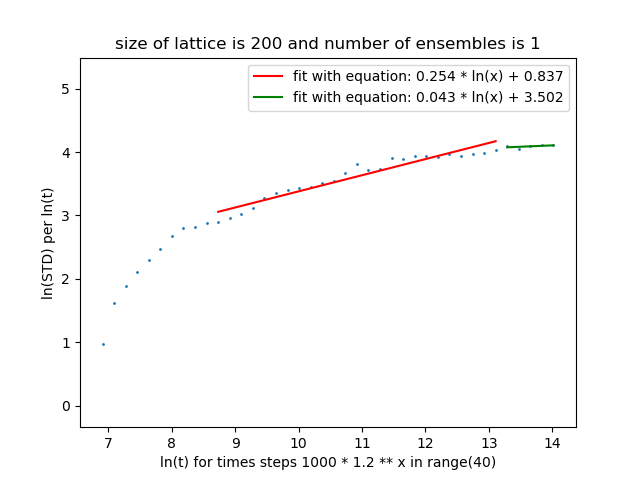 size of lattice is 200 and number of ensembles is 1
fit with equation: 0.254 * ln(x) + 0.837
fit with equation: 0.043 * ln(x) + 3.502
ln(STD) per ln(t)
5
4
3
2
1
0
7 8 9 10 11 12 13 14
ln(t) for times steps 1000 * 1.2 ** x in range(40)